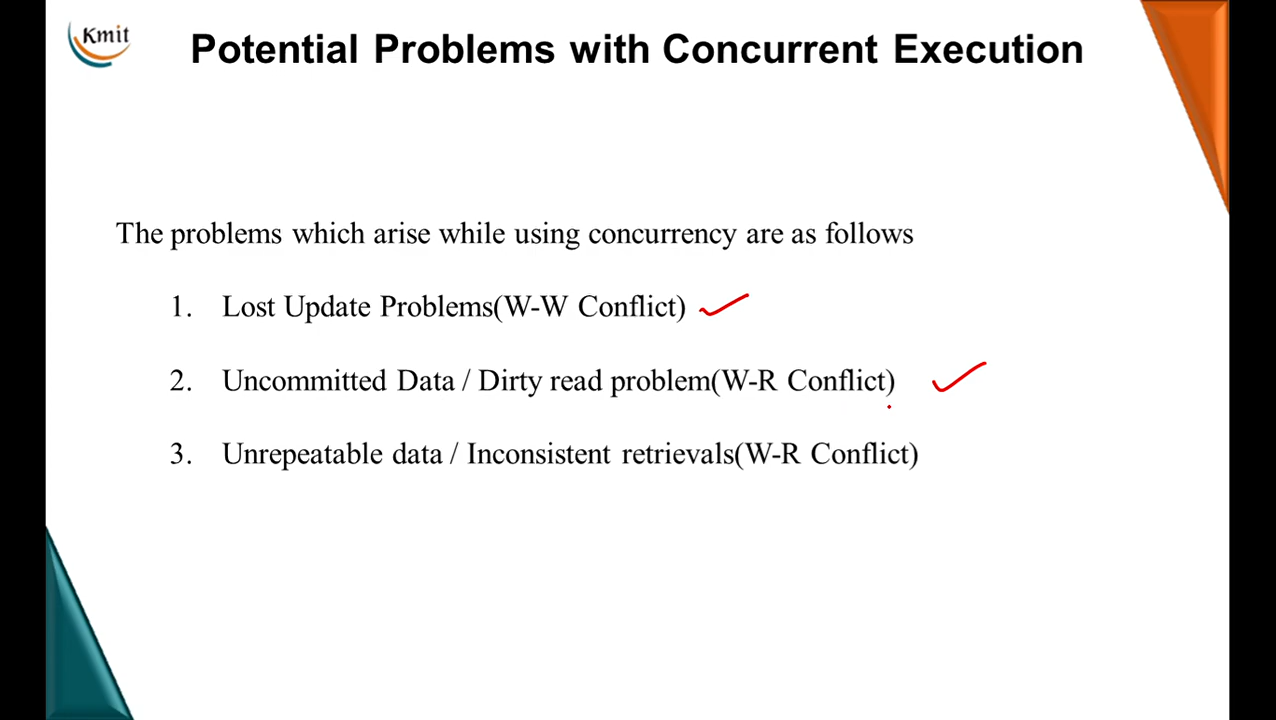 Kmit
Potential Problems with Concurrent Execution
The problems which arise while using concurrency are as follows
1. Lost Update Problems(W-W Conflict)
2. Uncommitted Data / Dirty read problem(W-R Conflict)
3. Unrepeatable data / Inconsistent retrievals(W-R Conflict)